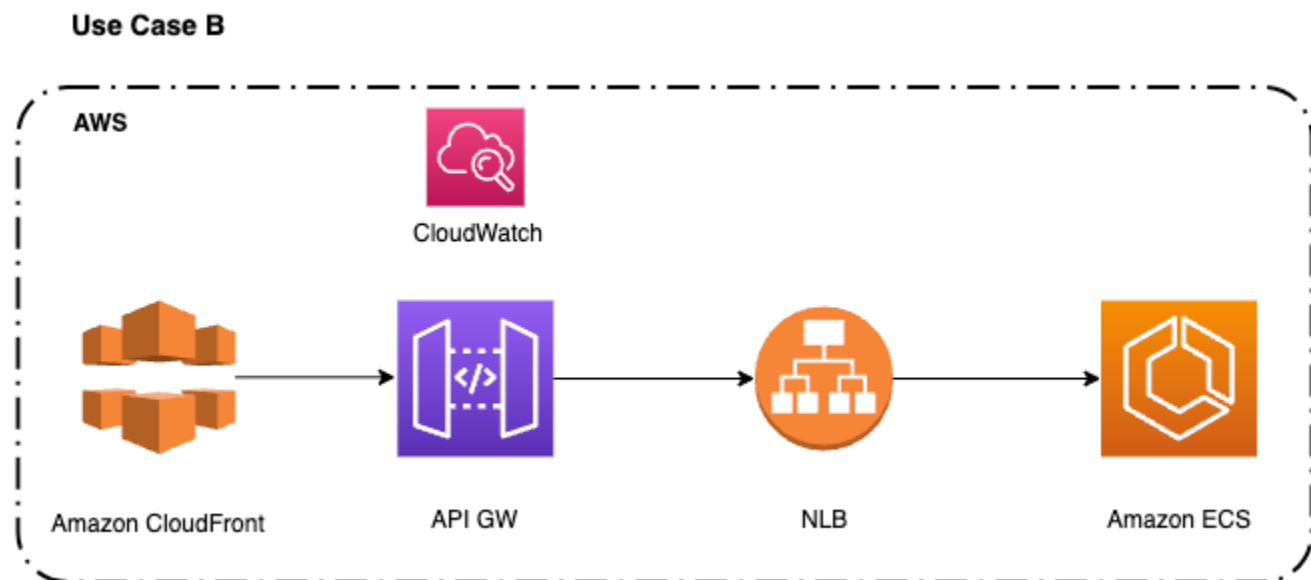 Use Case B
AWS
CloudWatch
</>
Amazon CloudFront
API GW
NLB
Amazon ECS